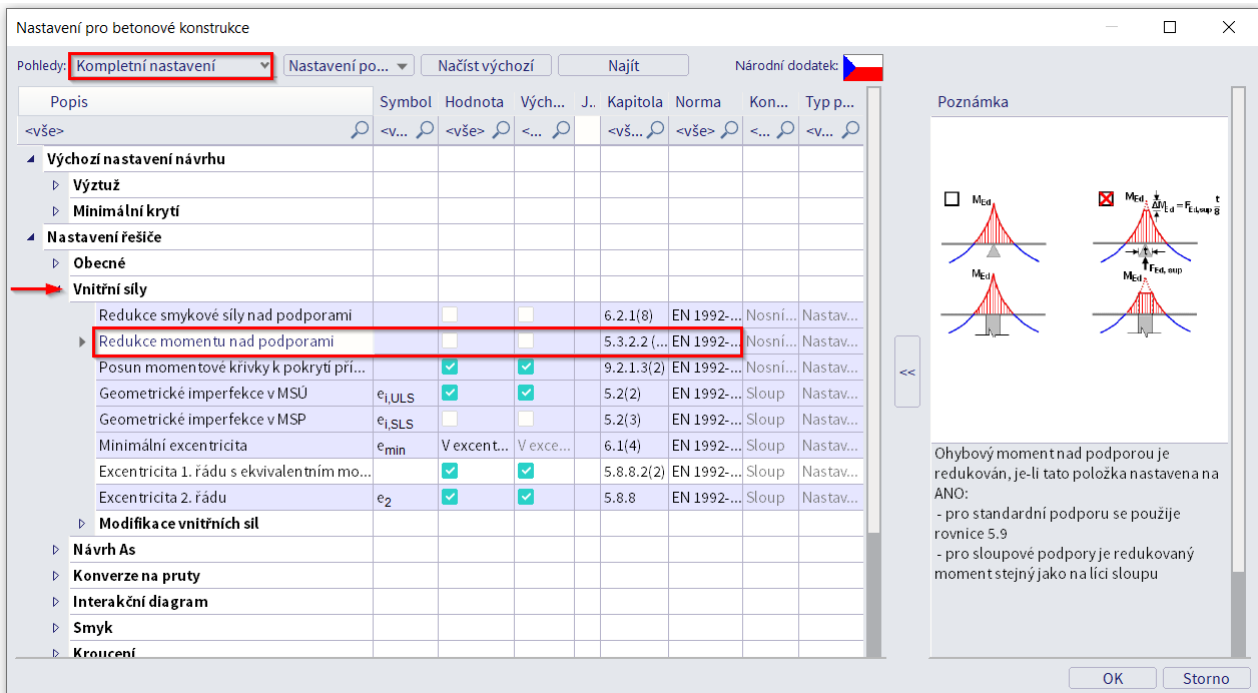 Nastavení pro betonové konstrukce
Pohledy: Kompletní nastavení Nastavení po... Načíst výchozí Najít Národní dodatek:
Popis Symbol Hodnota Vých... J.. Kapitola Norma Kon... Typ p... Poznámka
<vše> <v... <vše> <... <vš... <vše> <... <v...
Výchozí nastavení návrhu
Výztuž
Minimální krytí
Nastavení řešiče
Obecné
Vnitřní síly
Redukce smykové síly nad podporami 6.2.1(8) EN 1992-... Nosní... Nastav...
Redukce momentu nad podporami 5.3.2.2 (... EN 1992-... Nosní... Nastav...
Posun momentové křivky k pokrytí pří... 9.2.1.3(2) EN 1992-... Nosní... Nastav...
Geometrické imperfekce v MSÚ ei,ULS 5.2(2) EN 1992-... Sloup Nastav...
Geometrické imperfekce v MSP ei,SLS 5.2(3) EN 1992-... Sloup Nastav...
Minimální excentricita emin V excent... V exce... 6.1(4) EN 1992-... Sloup Nastav...
Excentricita 1. řádu s ekvivalentním mo... 5.8.8.2(2) EN 1992-... Sloup Nastav...
Excentricita 2. řádu e2 5.8.8 EN 1992-... Sloup Nastav...
Modifikace vnitřních sil
Návrh As
Konverze na pruty
Interakční diagram
Smyk
Kroucení
<<
MEd
MEd ΔMEd = FEd,sup t/8
FEd, sup
MEd
MEd
Ohybový moment nad podporou je
redukován, je-li tato položka nastavena na
ANO:
- pro standardní podporu se použije
rovnice 5.9
- pro sloupové podpory je redukovaný
moment stejný jako na líci sloupu
OK Storno